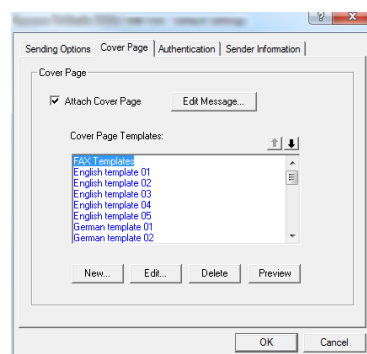 Sending Options Cover Page Authentication Sender Information
Cover Page
Attach Cover Page Edit Message...
Cover Page Templates:
FAX Templates
English template 01
English template 02
English template 03
English template 04
English template 05
German template 01
German template 02
New... Edit... Delete Preview
OK Cancel